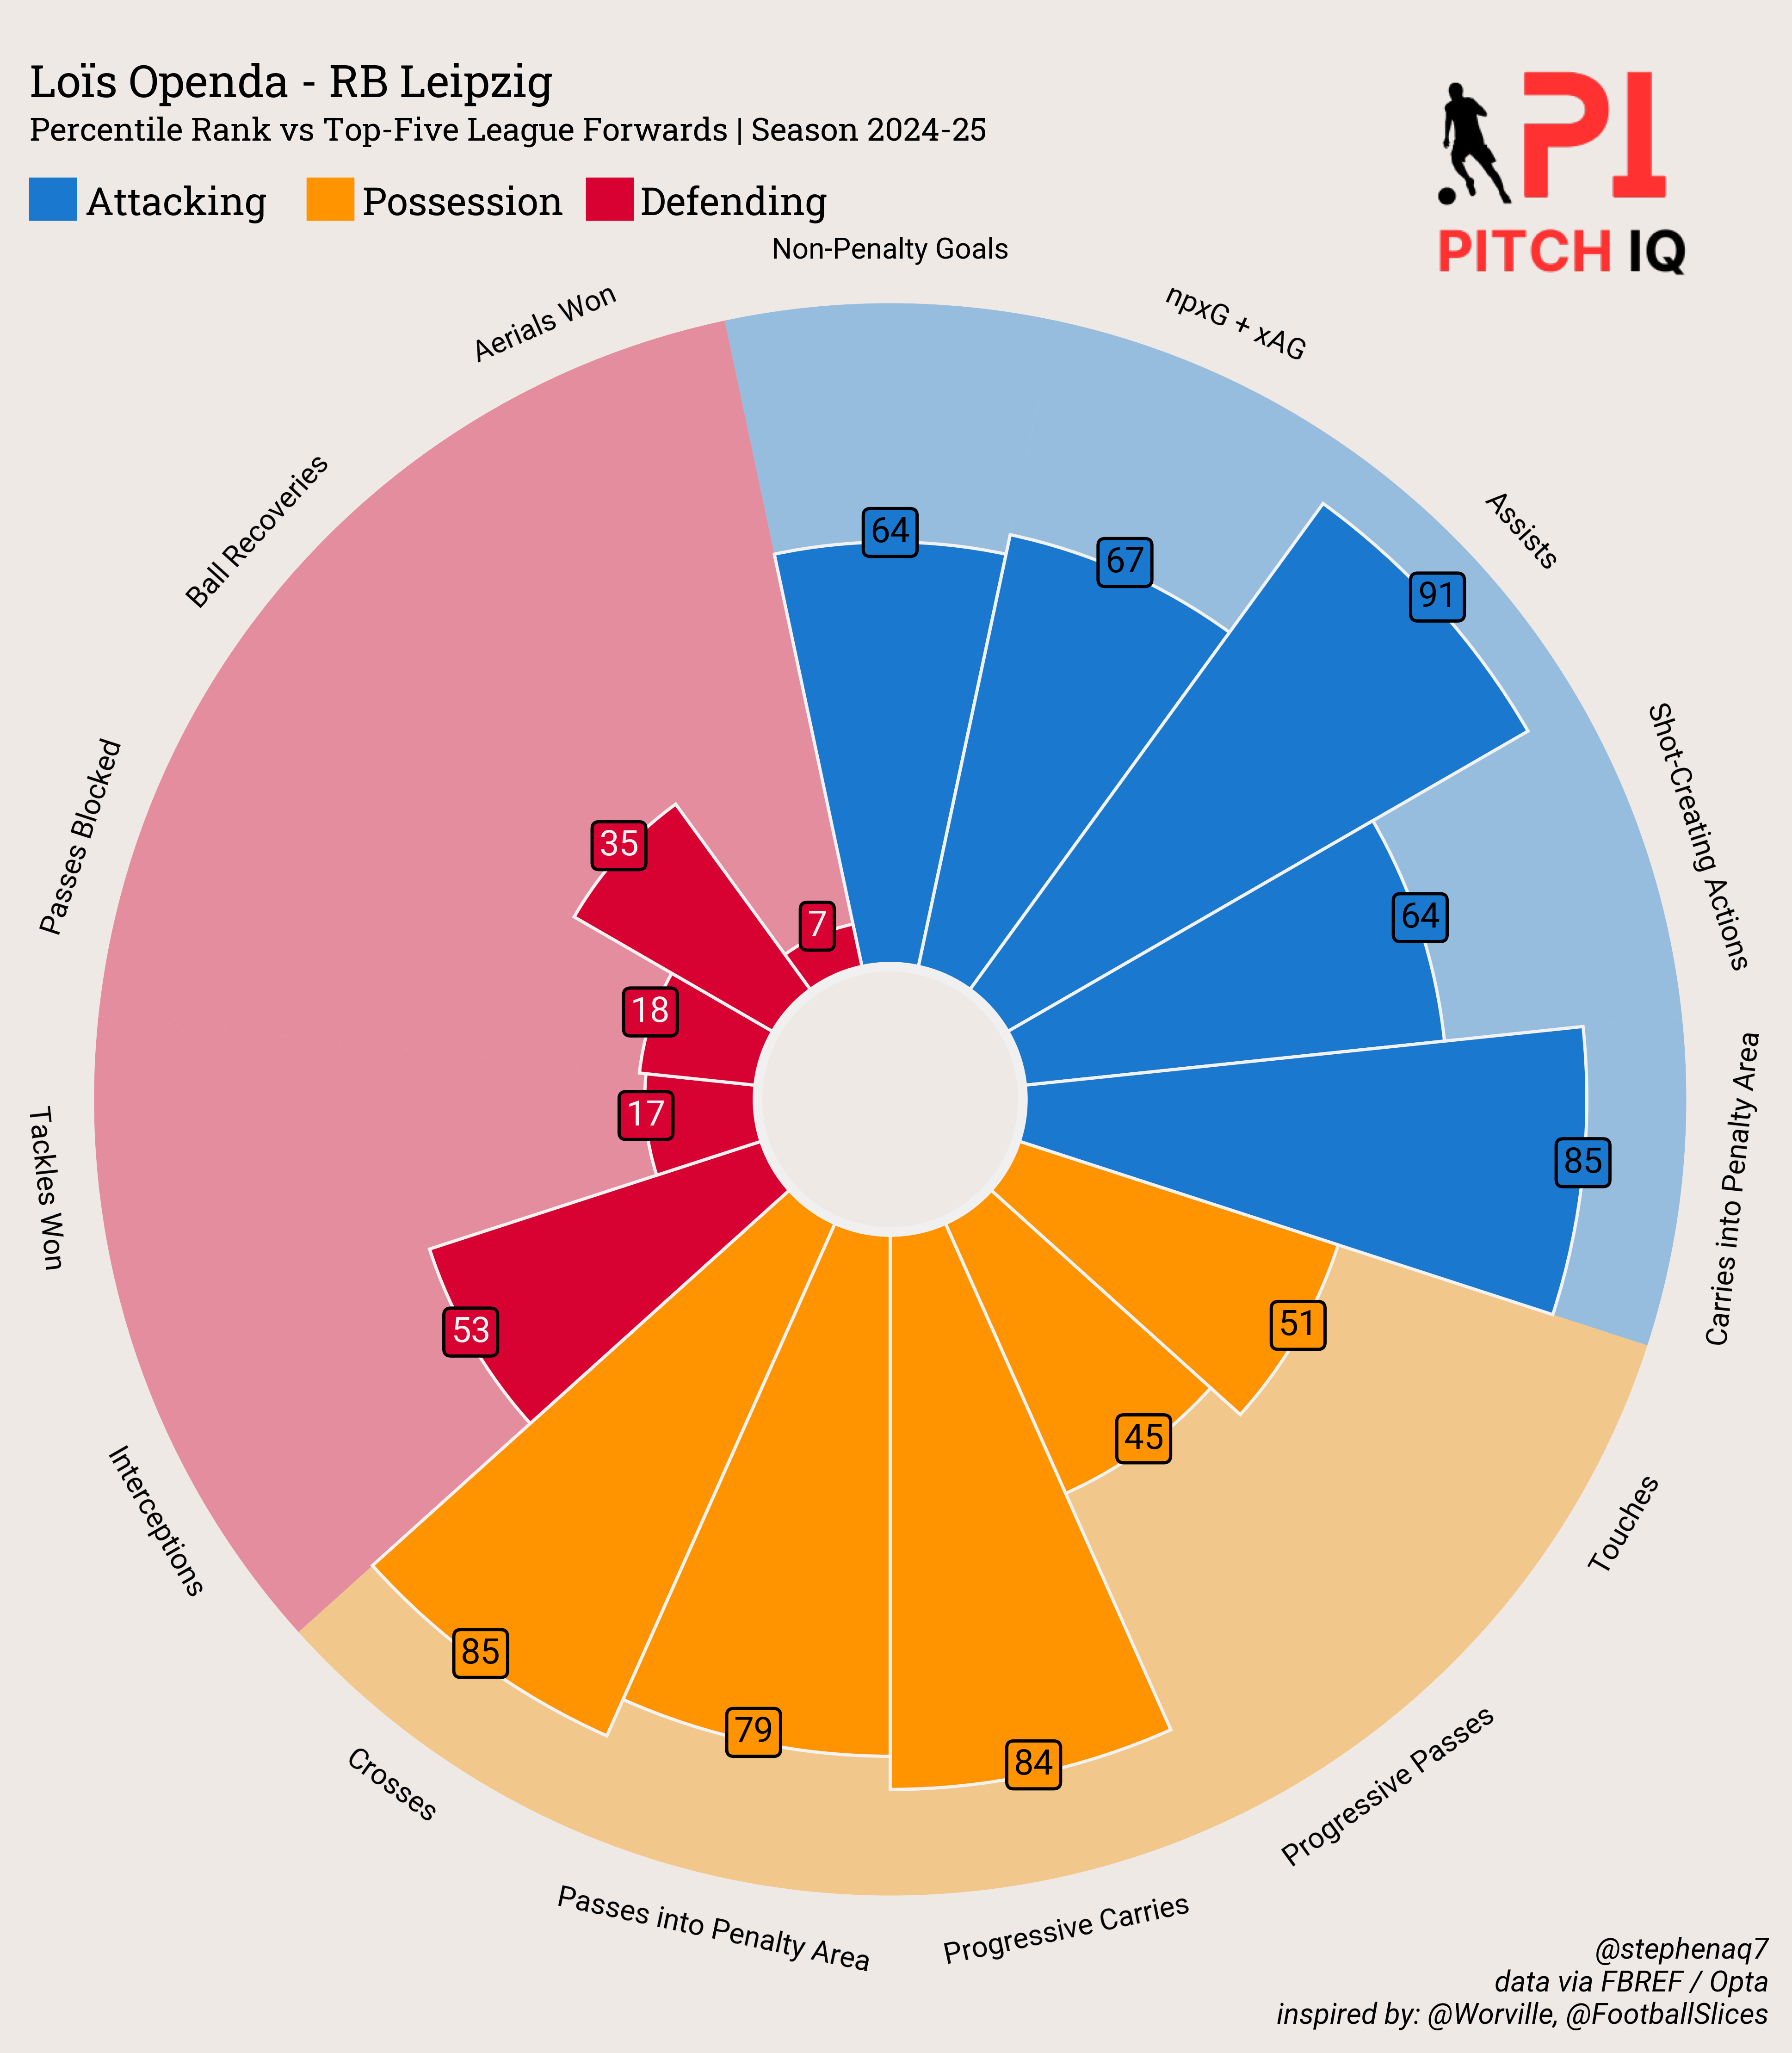 Loïs Openda - RB Leipzig
Percentile Rank vs Top-Five League Forwards | Season 2024-25
Attacking
Possession
Defending
PI
PITCH IQ
Non-Penalty Goals
npxG + xAG
Assists
Shot-Creating Actions
Carries into Penalty Area
Touches
Progressive Passes
Progressive Carries
Passes into Penalty Area
Crosses
Interceptions
Tackles Won
Passes Blocked
Ball Recoveries
Aerials Won
64
67
91
64
85
51
45
84
79
85
53
17
18
35
7
@stephenaq7
data via FBREF / Opta
inspired by: @Worville, @FootballSlices